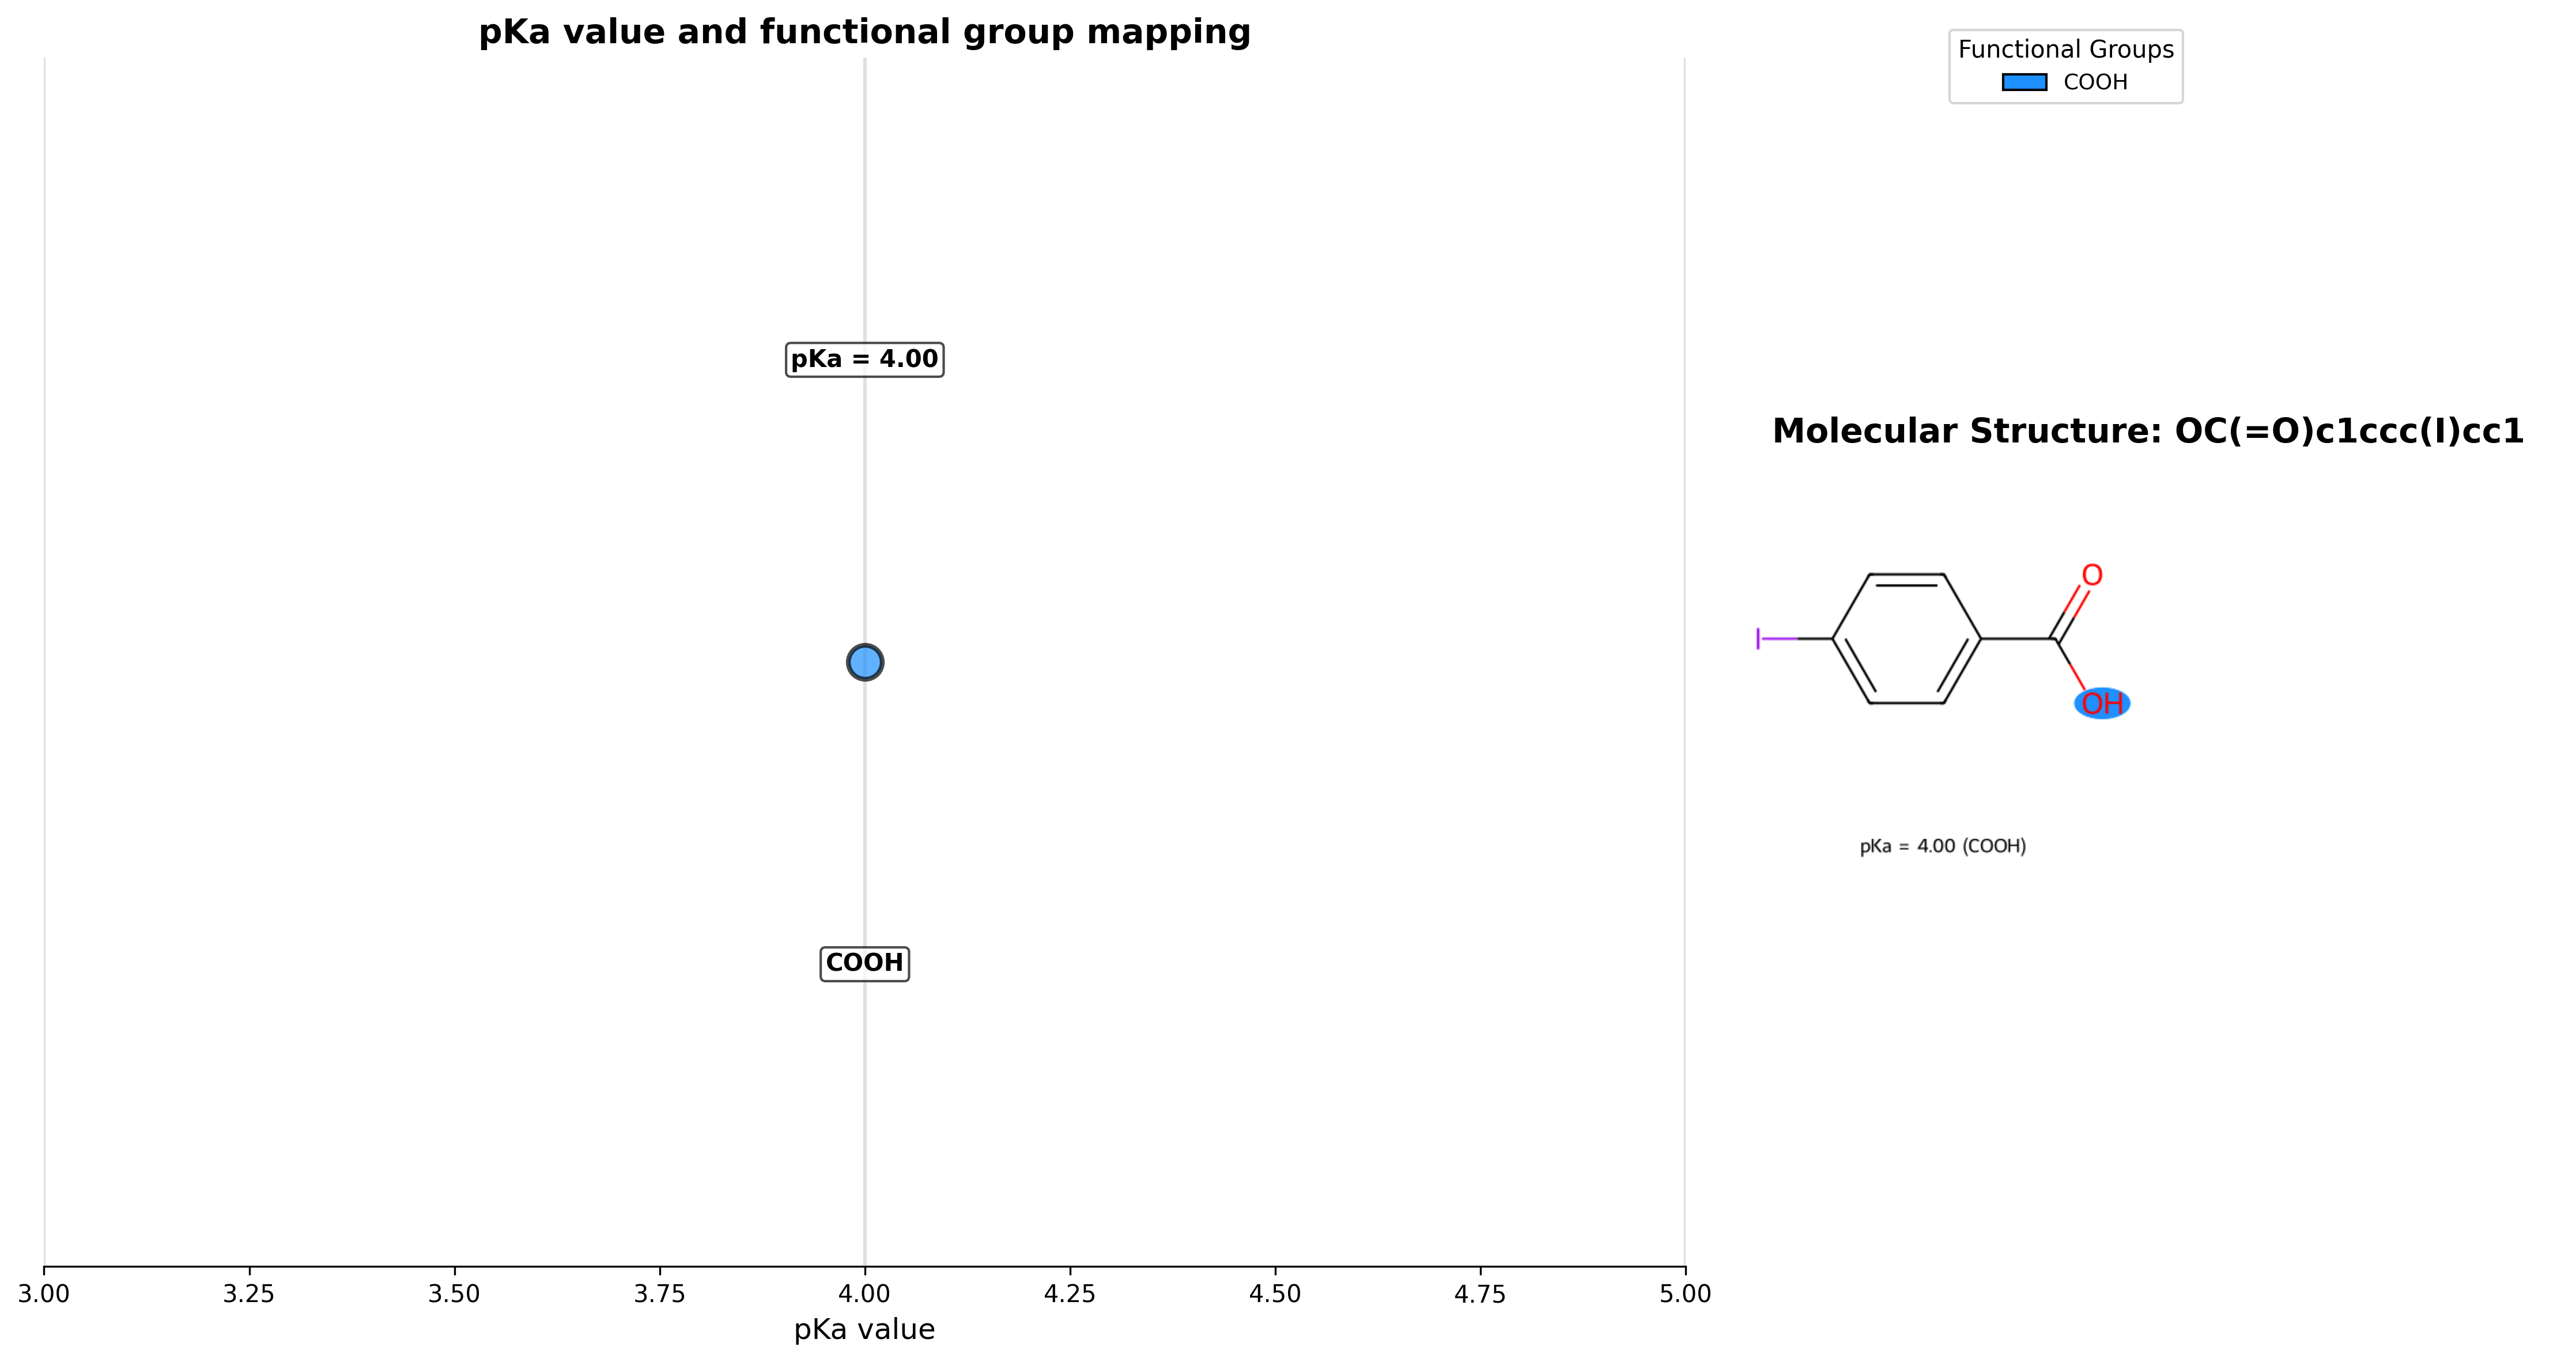 pKa value and functional group mapping
Functional Groups
COOH
pKa = 4.00
COOH
3.00 3.25 3.50 3.75 4.00 4.25 4.50 4.75 5.00
pKa value
Molecular Structure: OC(=O)c1ccc(I)cc1
I
O
OH
pKa = 4.00 (COOH)